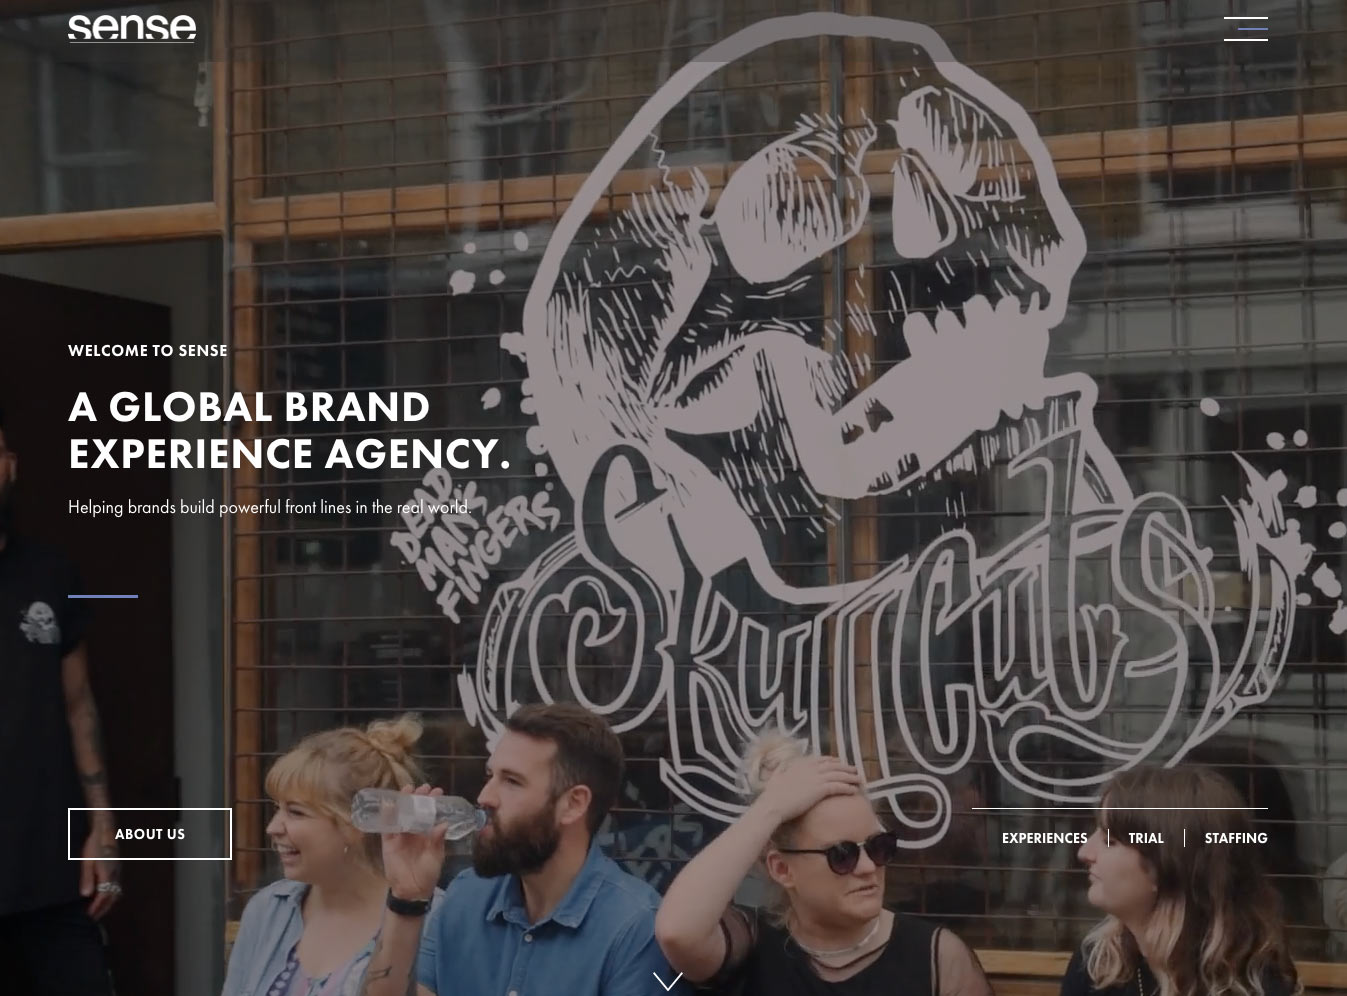 sense
WELCOME TO SENSE
A GLOBAL BRAND
EXPERIENCE AGENCY.
Helping brands build powerful front lines in the real world.
DEAD
MAN'S
FINGERS
SkullCuts
ABOUT US
EXPERIENCES
TRIAL
STAFFING